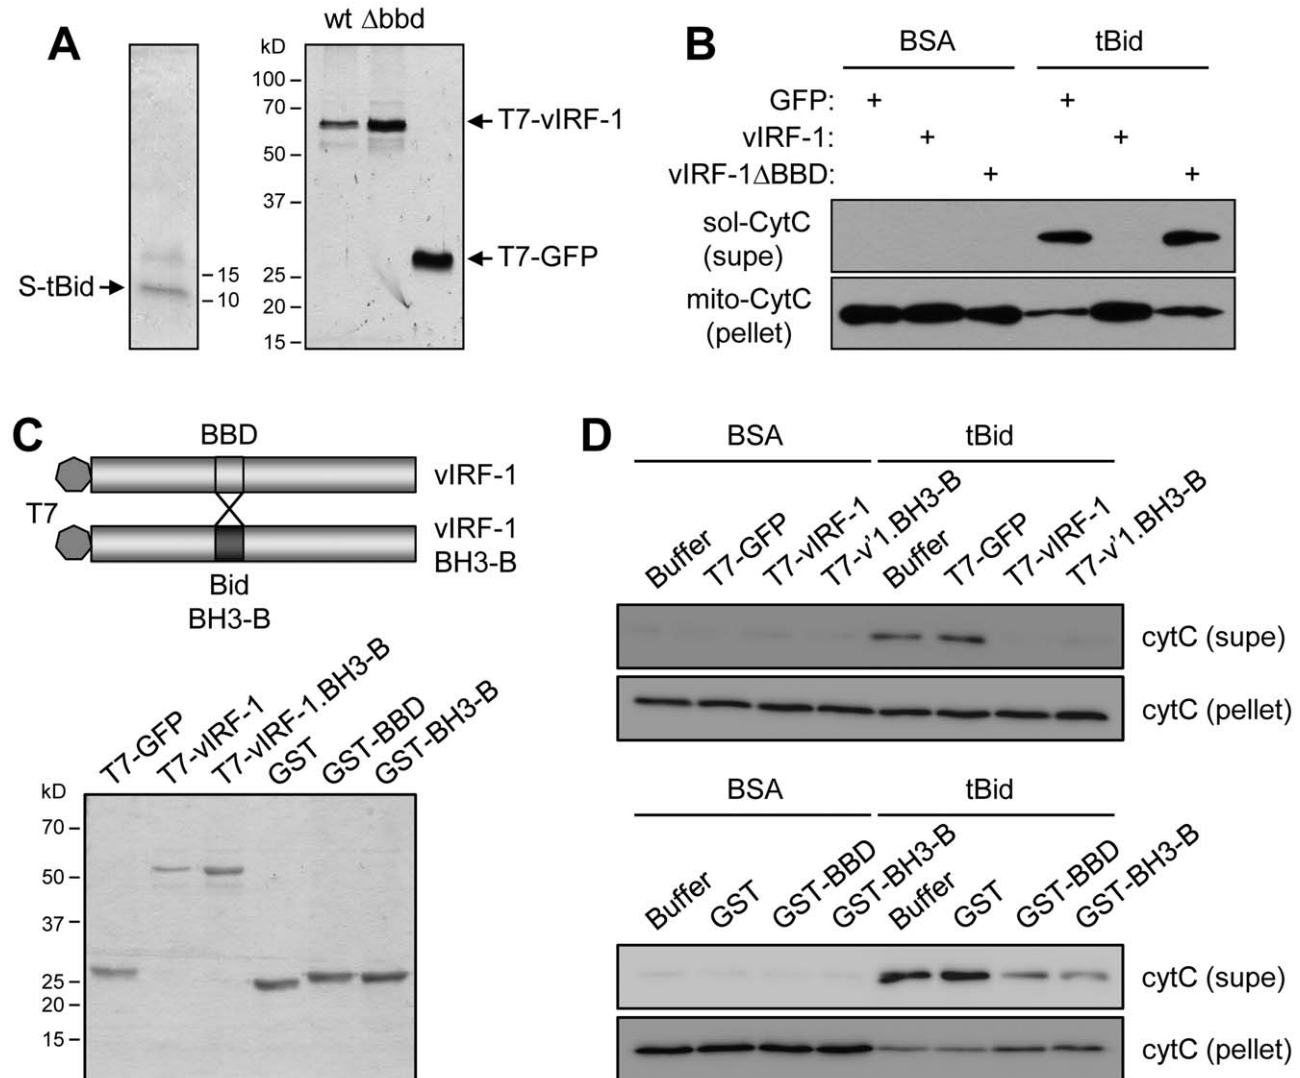 A
wt Δbbd
kD
100
70
50
37
25
20
15
T7-vIRF-1
T7-GFP
S-tBid
15
10
B
BSA
tBid
GFP: + +
vIRF-1: + +
vIRF-1ΔBBD: + +
sol-CytC
(supe)
mito-CytC
(pellet)
C
BBD
vIRF-1
T7
vIRF-1
BH3-B
Bid
BH3-B
T7-GFP
T7-vIRF-1
T7-vIRF-1.BH3-B
GST
GST-BBD
GST-BH3-B
kD
70
50
37
25
20
15
D
BSA
tBid
Buffer
T7-GFP
T7-vIRF-1
T7-v'1.BH3-B
Buffer
T7-GFP
T7-vIRF-1
T7-v'1.BH3-B
cytC (supe)
cytC (pellet)
BSA
tBid
Buffer
GST
GST-BBD
GST-BH3-B
Buffer
GST
GST-BBD
GST-BH3-B
cytC (supe)
cytC (pellet)